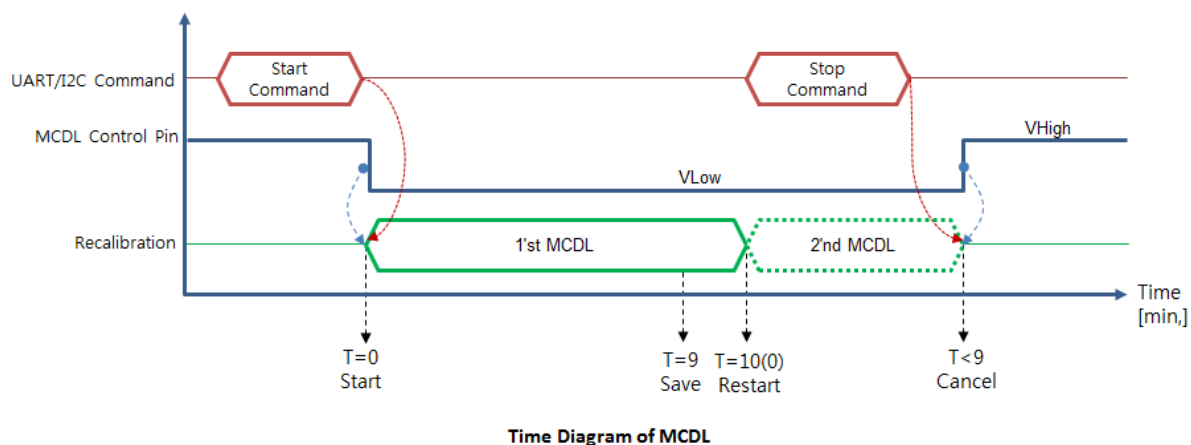 Start
Command
Stop
Command
UART/I2C Command
MCDL Control Pin
VHigh
VLow
Recalibration
1'st MCDL
2'nd MCDL
Time
[min,]
T=0
Start
T=9
Save
T=10(0)
Restart
T<9
Cancel
Time Diagram of MCDL